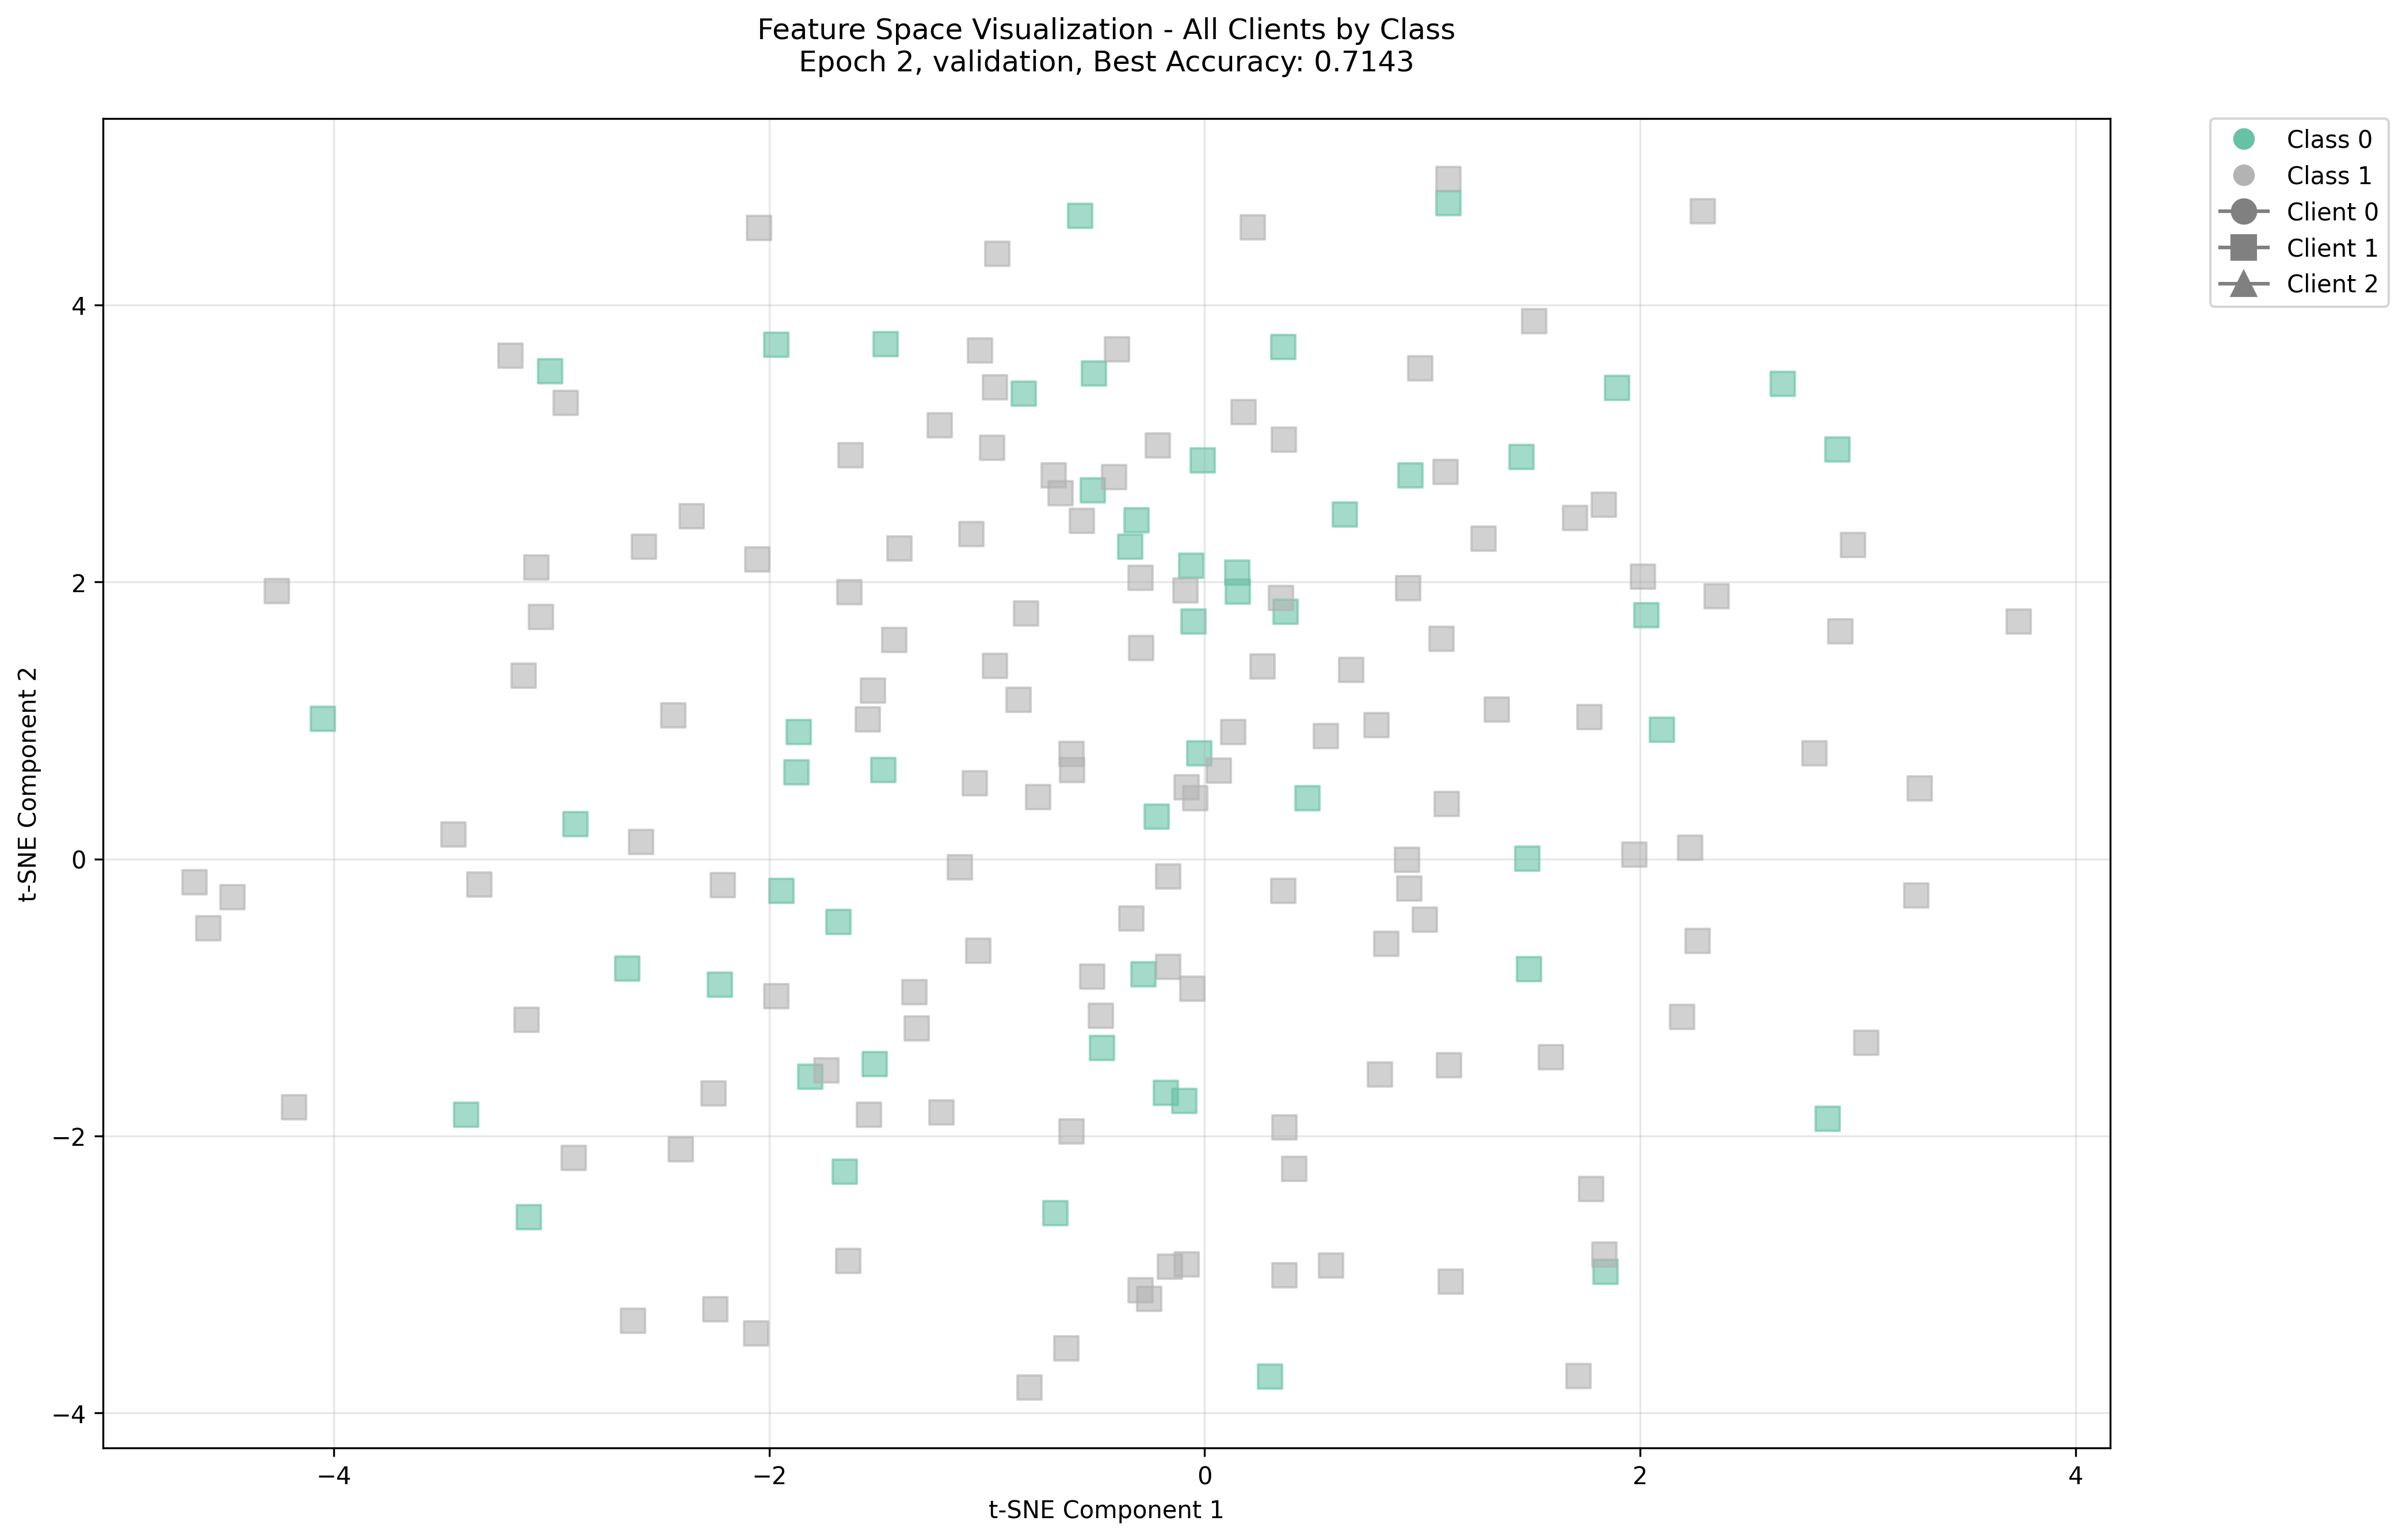 Feature Space Visualization - All Clients by Class
Epoch 2, validation, Best Accuracy: 0.7143
Class 0
Class 1
Client 0
Client 1
Client 2
t-SNE Component 2
4
2
0
−2
−4
−4
−2
0
2
4
t-SNE Component 1